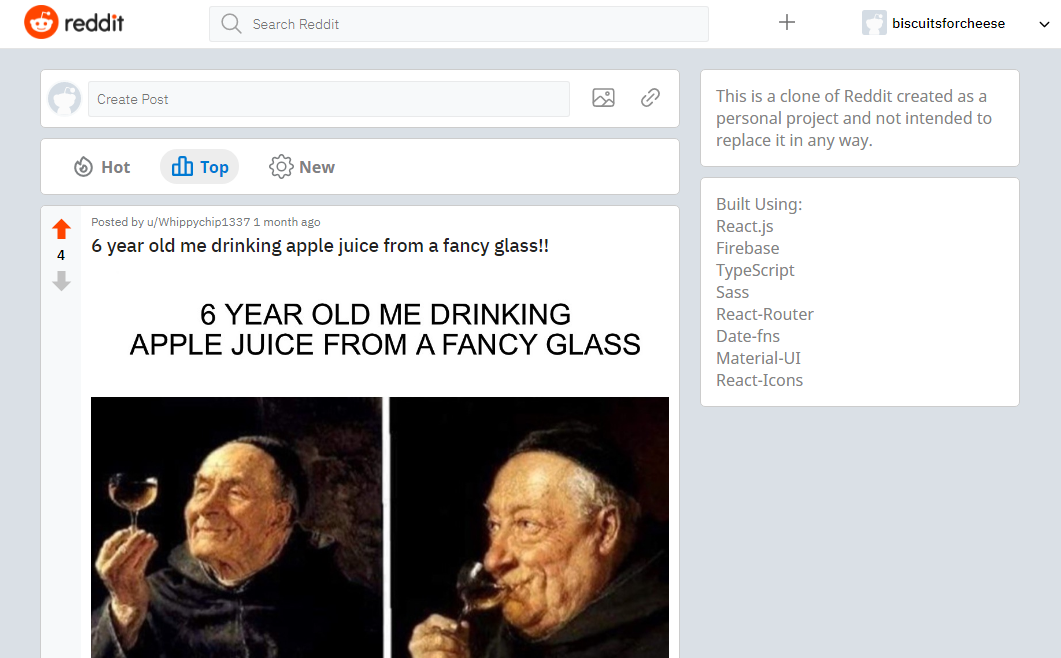 reddit
Search Reddit
biscuitsforcheese
Create Post
Hot
Top
New
Posted by u/Whippychip1337 1 month ago
6 year old me drinking apple juice from a fancy glass!!
4
6 YEAR OLD ME DRINKING
APPLE JUICE FROM A FANCY GLASS
This is a clone of Reddit created as a
personal project and not intended to
replace it in any way.
Built Using:
React.js
Firebase
TypeScript
Sass
React-Router
Date-fns
Material-UI
React-Icons